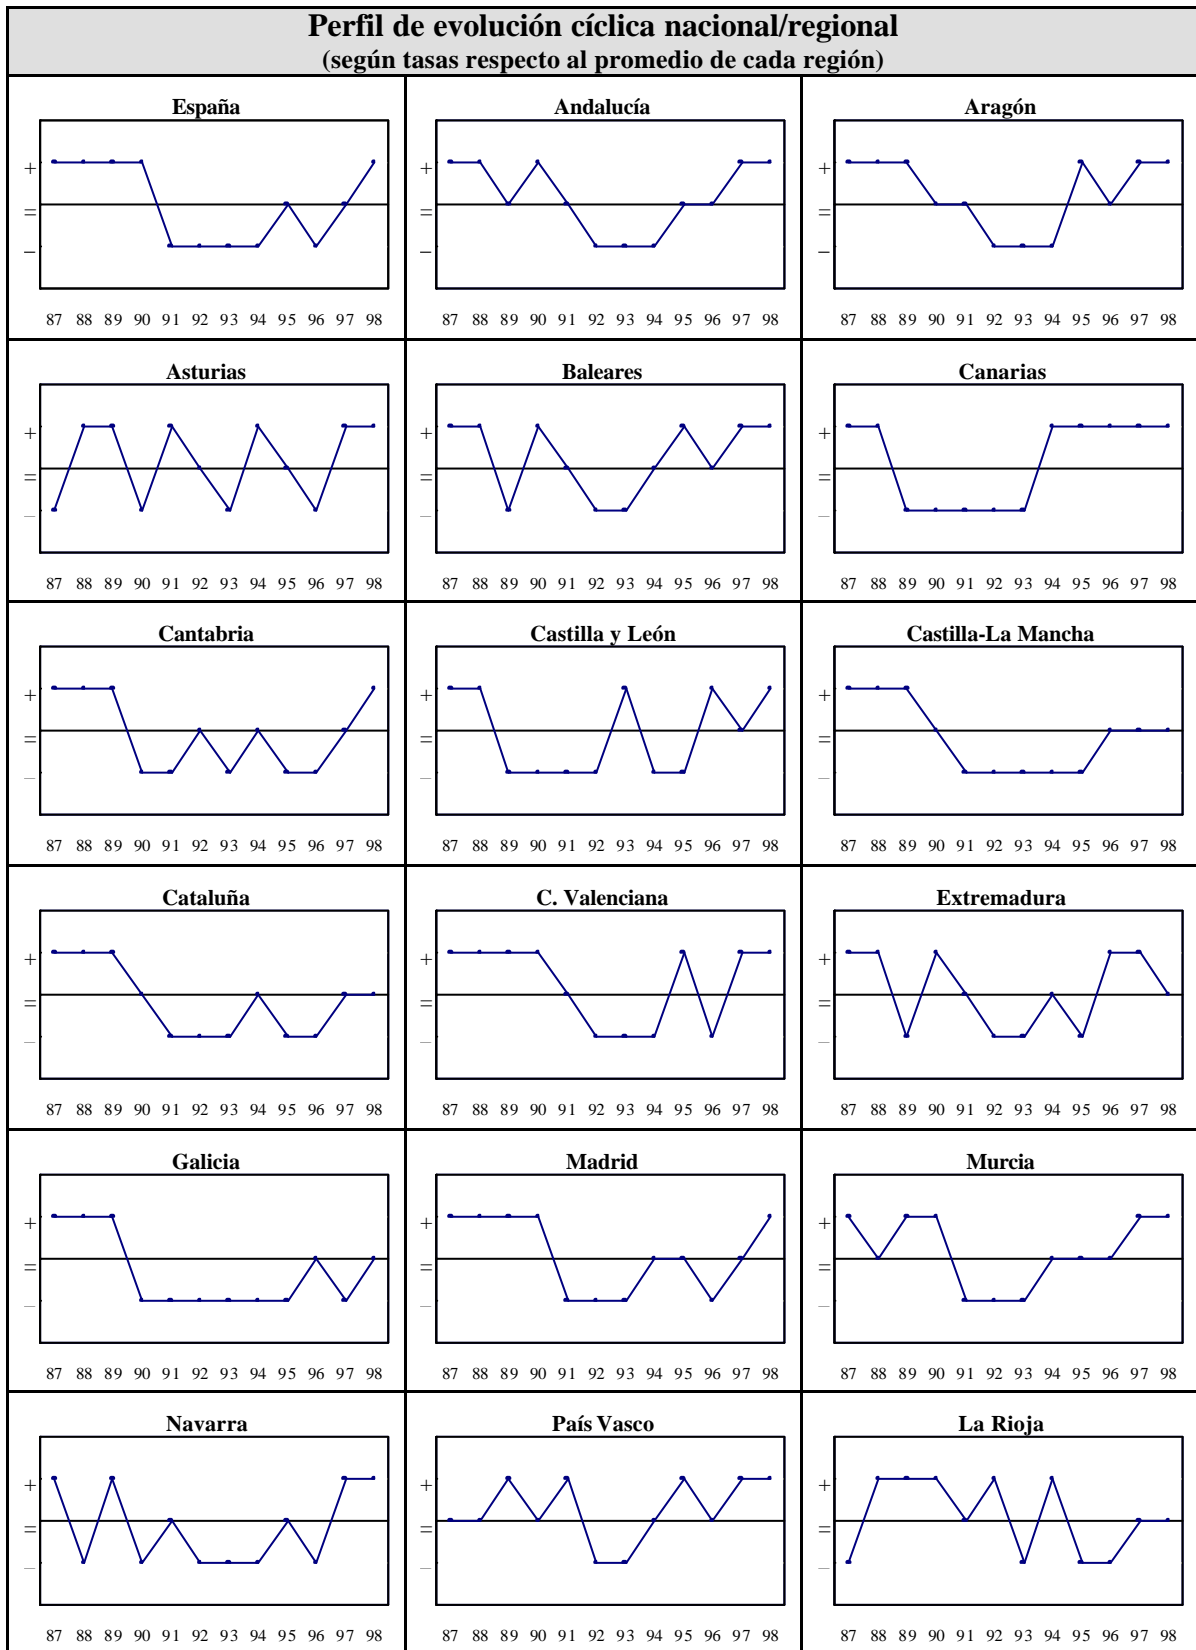 Perfil de evolución cíclica nacional/regional
(según tasas respecto al promedio de cada región)
España
+
=
−
87 88 89 90 91 92 93 94 95 96 97 98
Andalucía
+
=
−
87 88 89 90 91 92 93 94 95 96 97 98
Aragón
+
=
−
87 88 89 90 91 92 93 94 95 96 97 98
Asturias
+
=
−
87 88 89 90 91 92 93 94 95 96 97 98
Baleares
+
=
−
87 88 89 90 91 92 93 94 95 96 97 98
Canarias
+
=
−
87 88 89 90 91 92 93 94 95 96 97 98
Cantabria
+
=
−
87 88 89 90 91 92 93 94 95 96 97 98
Castilla y León
+
=
−
87 88 89 90 91 92 93 94 95 96 97 98
Castilla-La Mancha
+
=
−
87 88 89 90 91 92 93 94 95 96 97 98
Cataluña
+
=
−
87 88 89 90 91 92 93 94 95 96 97 98
C. Valenciana
+
=
−
87 88 89 90 91 92 93 94 95 96 97 98
Extremadura
+
=
−
87 88 89 90 91 92 93 94 95 96 97 98
Galicia
+
=
−
87 88 89 90 91 92 93 94 95 96 97 98
Madrid
+
=
−
87 88 89 90 91 92 93 94 95 96 97 98
Murcia
+
=
−
87 88 89 90 91 92 93 94 95 96 97 98
Navarra
+
=
−
87 88 89 90 91 92 93 94 95 96 97 98
País Vasco
+
=
−
87 88 89 90 91 92 93 94 95 96 97 98
La Rioja
+
=
−
87 88 89 90 91 92 93 94 95 96 97 98